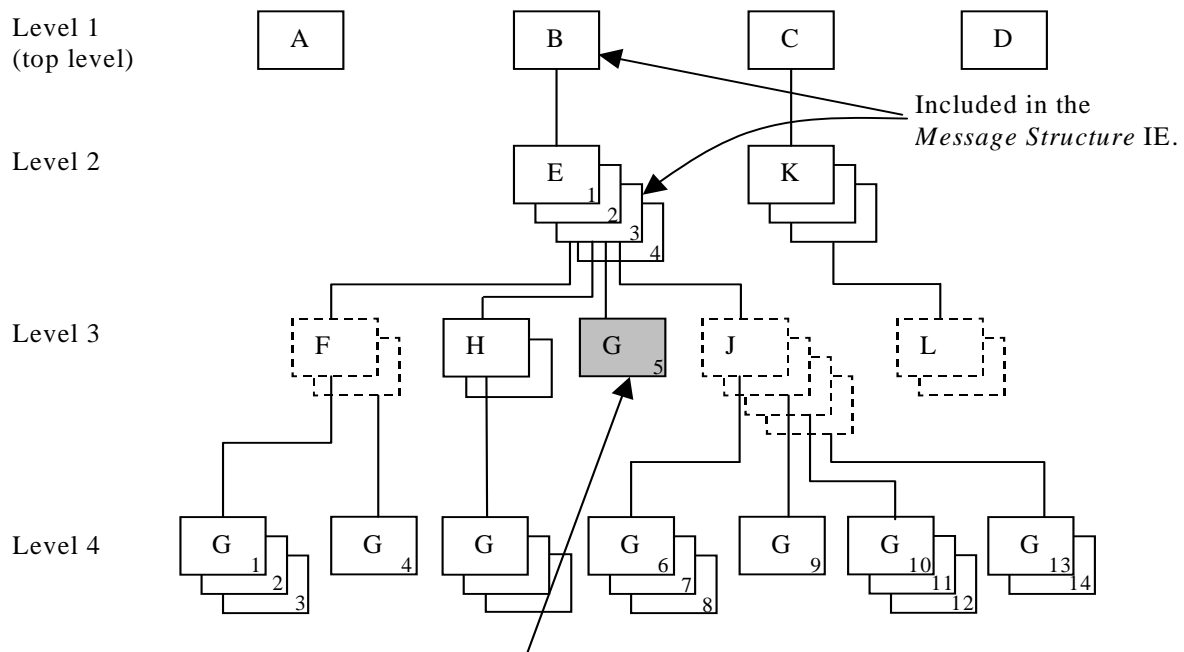 Level 1
(top level)
A
B
C
D
Included in the
Message Structure IE.
Level 2
E
1
2
3
4
K
Level 3
F
H
G
5
J
L
Level 4
G
1
2
3
G
4
G
G
6
7
8
G
9
G
10
11
12
G
13
14